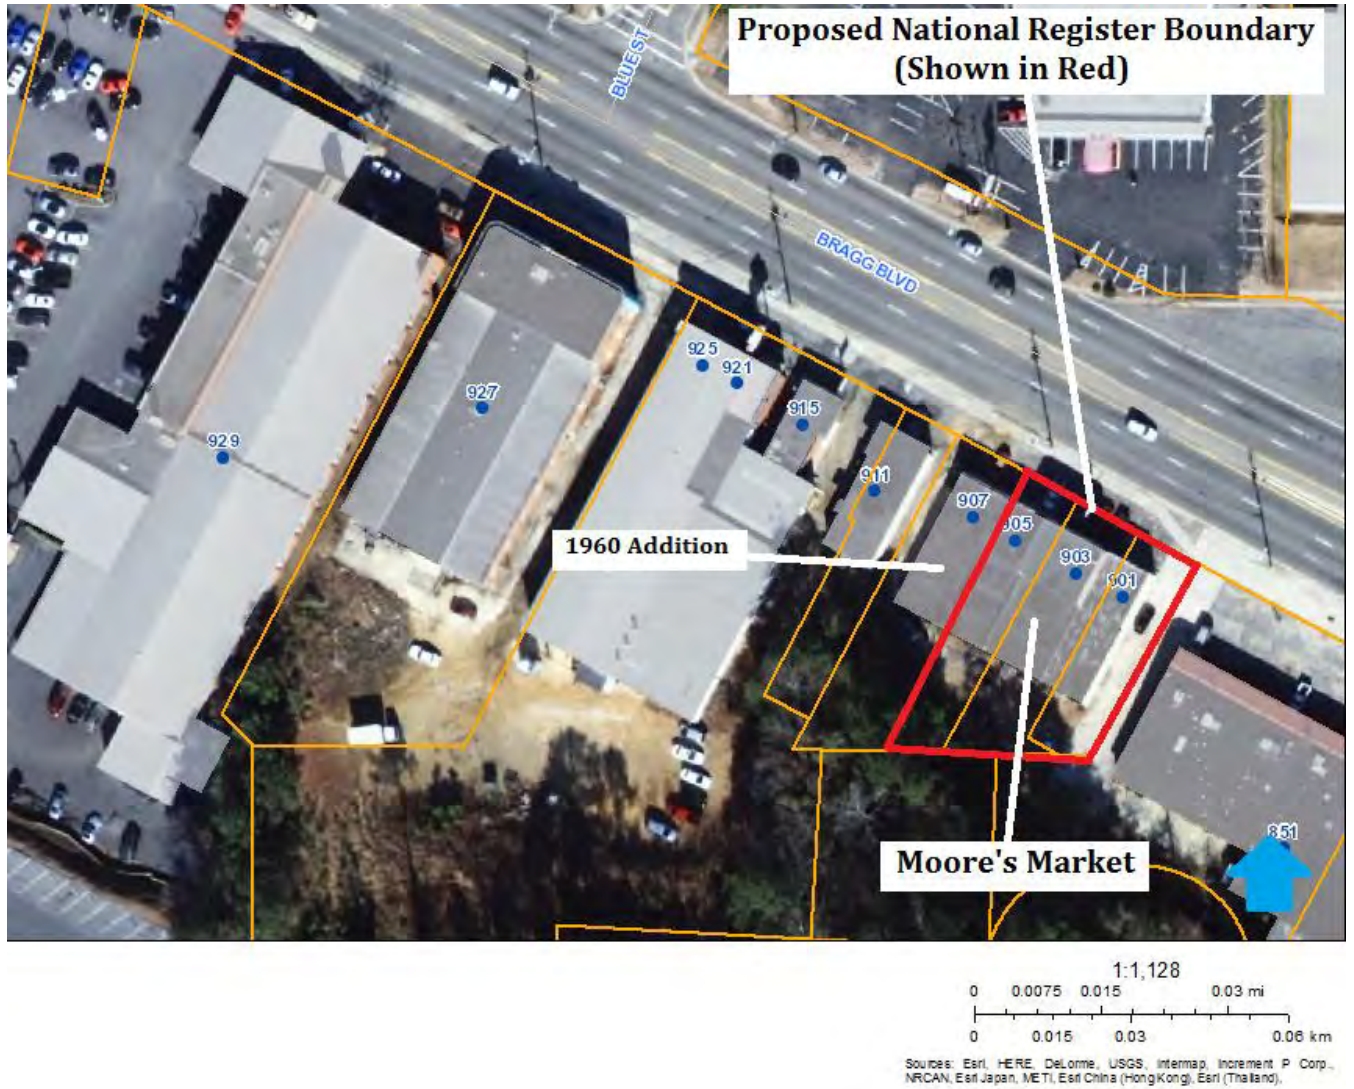 Proposed National Register Boundary
(Shown in Red)
BLUE ST
BRAGG BLVD
925
921
927
915
929
911
907
905
1960 Addition
903
901
851
Moore's Market
1:1,128
0 0.0075 0.015 0.03 mi
0 0.015 0.03 0.06 km
Sources: Esri, HERE, DeLorme, USGS, Intermap, Increment P Corp.,
NRCAN, Esri Japan, METI, Esri China (Hong Kong), Esri (Thailand),